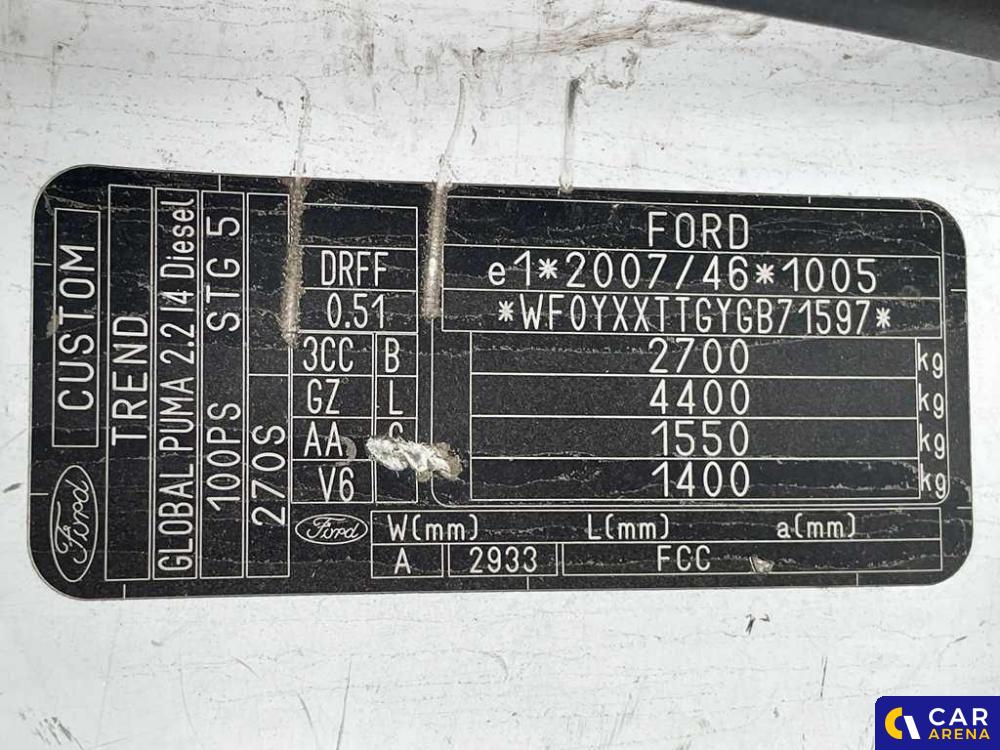 CUSTOM
TREND
GLOBAL PUMA 2.2 I4 Diesel
100PS STG 5
270S
Ford
DRFF
0.51
3CC B
GZ L
AA
V6
Ford
FORD
e1*2007/46*1005
*WF0YXXTTGYGB71597*
2700 kg
4400 kg
1550 kg
1400 kg
W(mm) L(mm) a(mm)
A 2933 FCC
CAR
ARENA